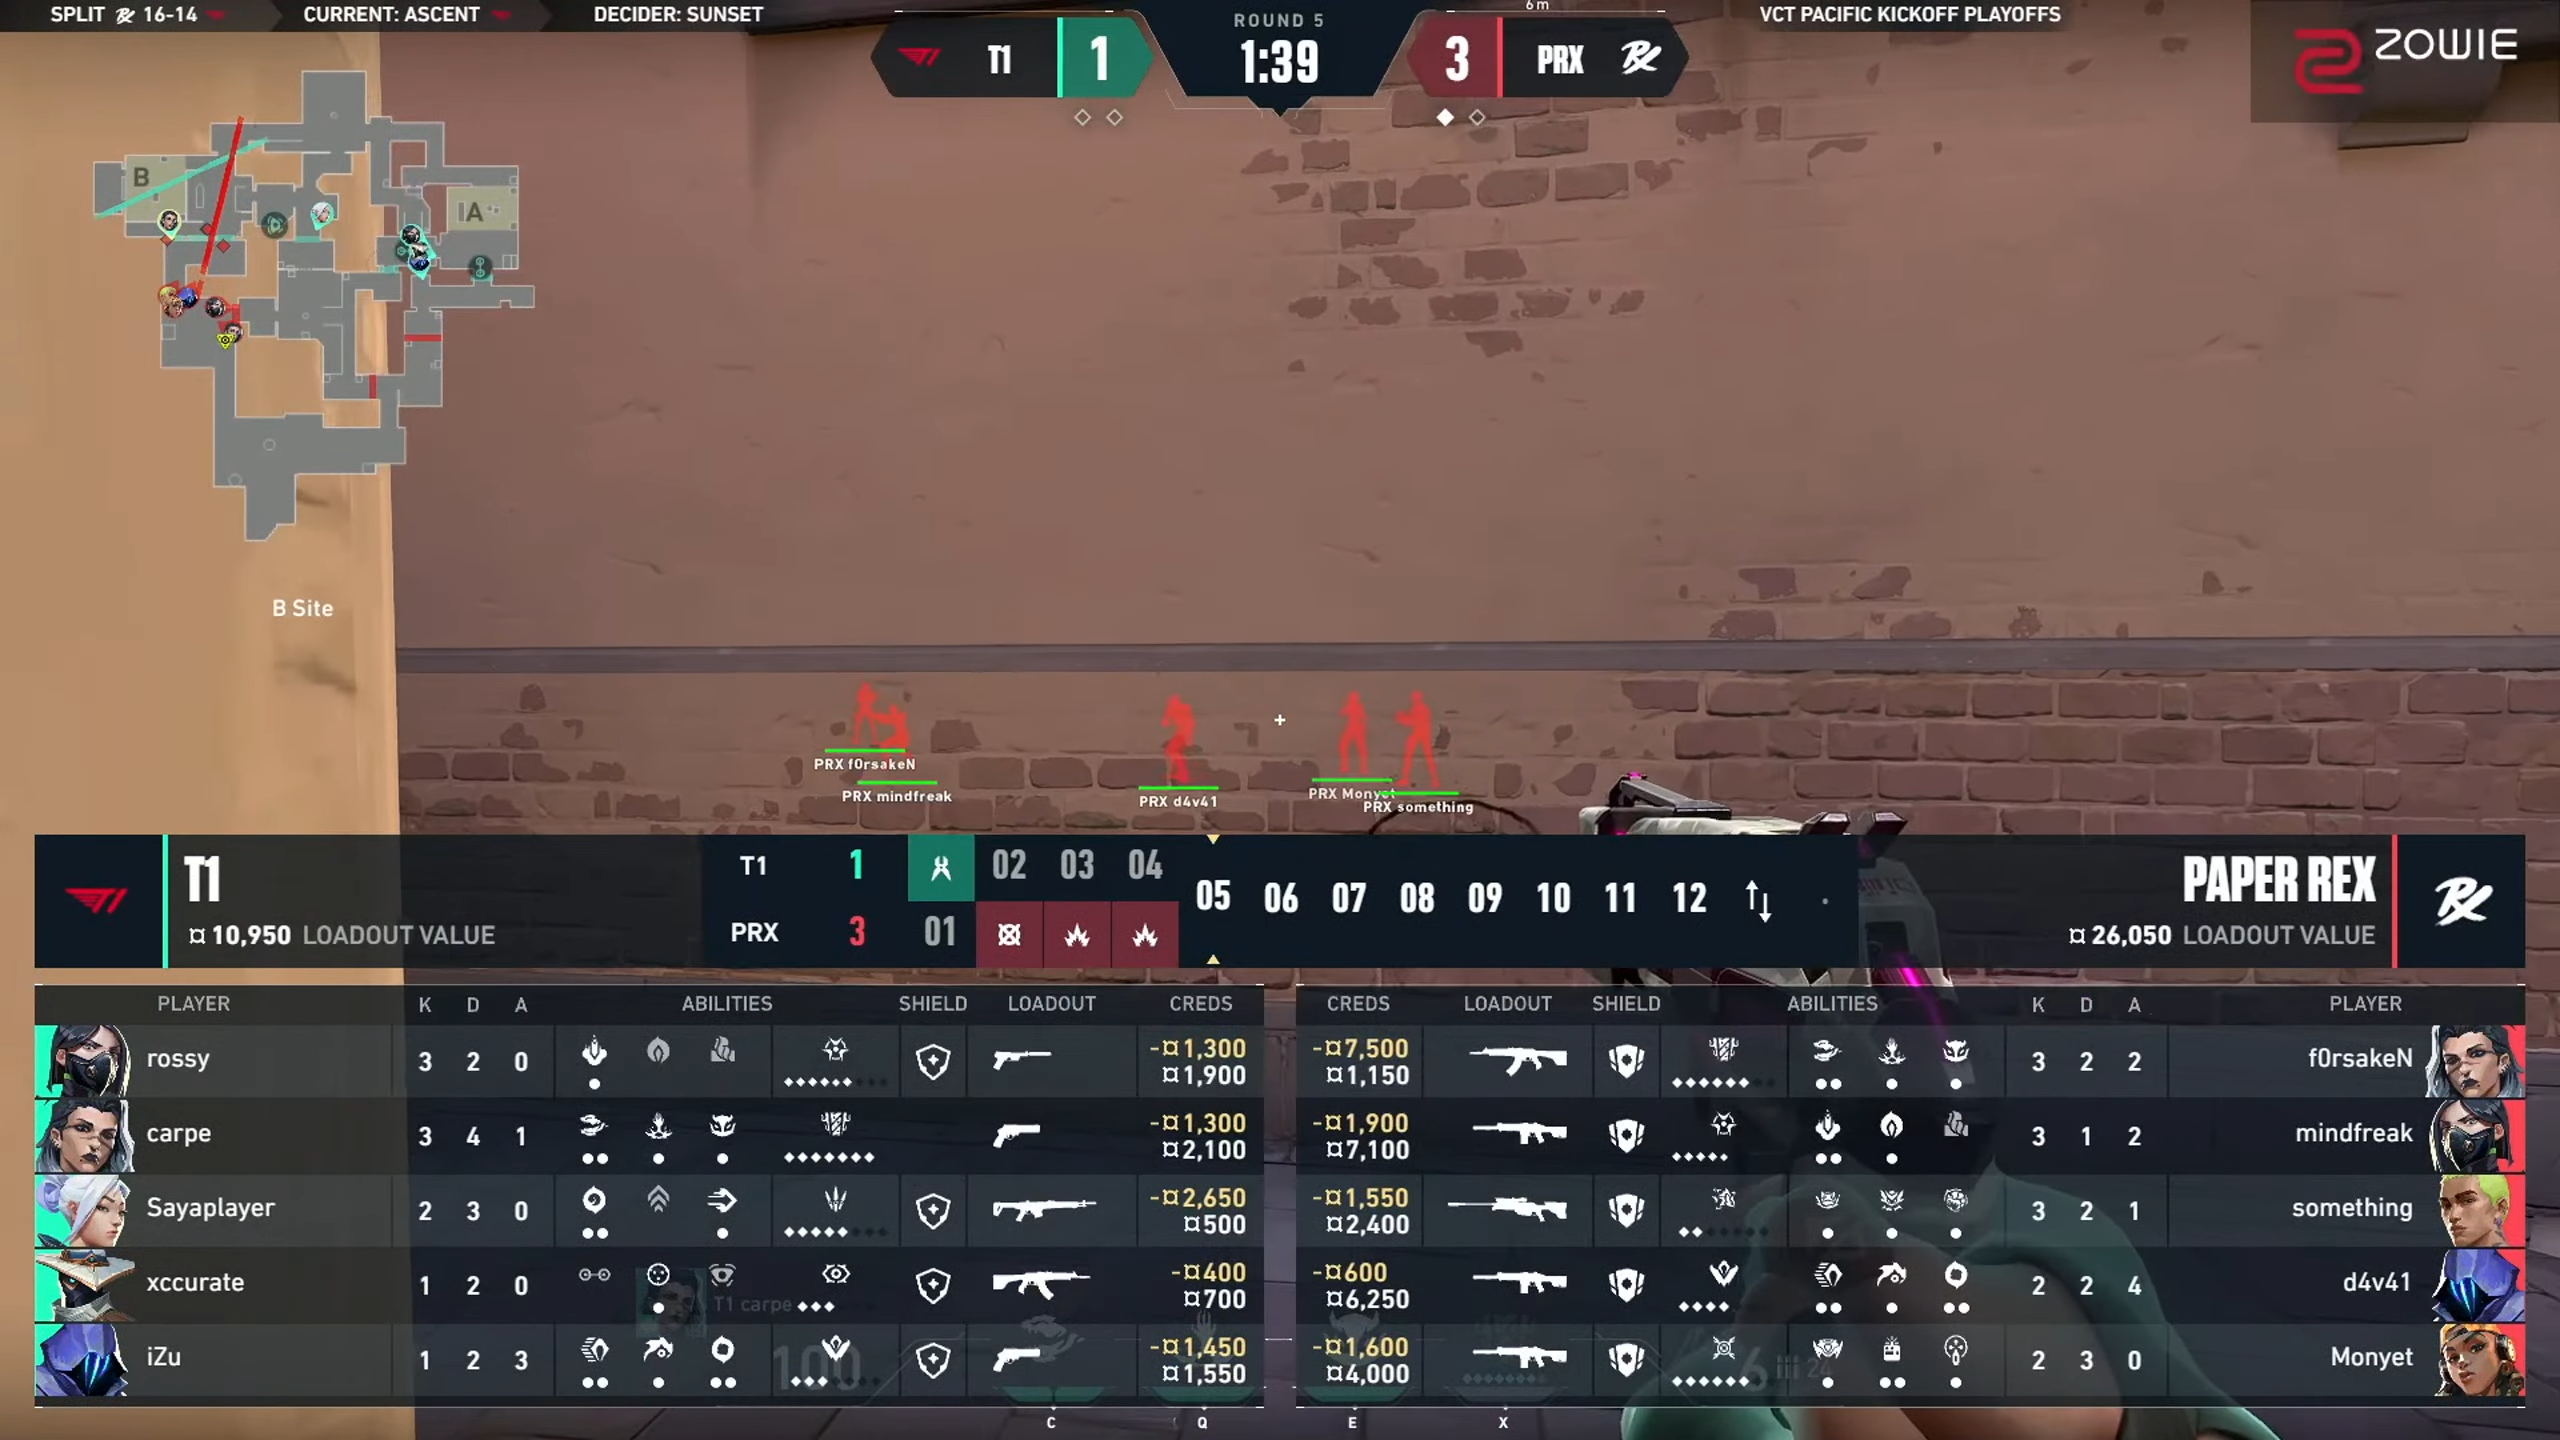 SPLIT 16-14
CURRENT: ASCENT
DECIDER: SUNSET
T1
1
ROUND 5
1:39
3
PRX
6m
VCT PACIFIC KICKOFF PLAYOFFS
ZOWIE
B
A
B Site
PRX f0rsakeN
PRX mindfreak
PRX d4v41
PRX Monyet
PRX something
T1
¤ 10,950 LOADOUT VALUE
T1 1 02 03 04
PRX 3 01
05 06 07 08 09 10 11 12
PAPER REX
¤ 26,050 LOADOUT VALUE
PLAYER K D A ABILITIES SHIELD LOADOUT CREDS
rossy 3 2 0 -¤1,300
¤1,900
carpe 3 4 1 -¤1,300
¤2,100
Sayaplayer 2 3 0 -¤2,650
¤500
xccurate 1 2 0 -¤400
¤700
T1 carpe
iZu 1 2 3 -¤1,450
¤1,550
100
CREDS LOADOUT SHIELD ABILITIES K D A PLAYER
-¤7,500 3 2 2 f0rsakeN
¤1,150
-¤1,900 3 1 2 mindfreak
¤7,100
-¤1,550 3 2 1 something
¤2,400
-¤600 2 2 4 d4v41
¤6,250
-¤1,600 2 3 0 Monyet
¤4,000
C Q E X